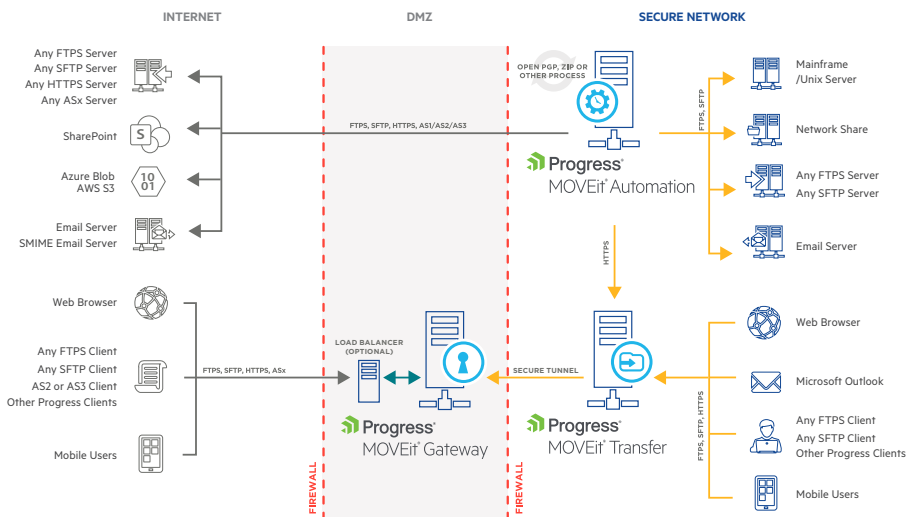 INTERNET
DMZ
SECURE NETWORK
Any FTPS Server
Any SFTP Server
Any HTTPS Server
Any ASx Server
SharePoint
S
Azure Blob
AWS S3
10
01
Email Server
SMIME Email Server
FTPS, SFTP, HTTPS, AS1/AS2/AS3
OPEN PGP, ZIP OR
OTHER PROCESS
Progress®
MOVEit® Automation
FTPS, SFTP
Mainframe
/Unix Server
Network Share
Any FTPS Server
Any SFTP Server
Email Server
HTTPS
Web Browser
Any FTPS Client
Any SFTP Client
AS2 or AS3 Client
Other Progress Clients
Mobile Users
FTPS, SFTP, HTTPS, ASx
LOAD BALANCER
(OPTIONAL)
Progress®
MOVEit® Gateway
SECURE TUNNEL
Progress®
MOVEit® Transfer
FTPS, SFTP, HTTPS
Web Browser
Microsoft Outlook
Any FTPS Client
Any SFTP Client
Other Progress Clients
Mobile Users
FIREWALL
FIREWALL